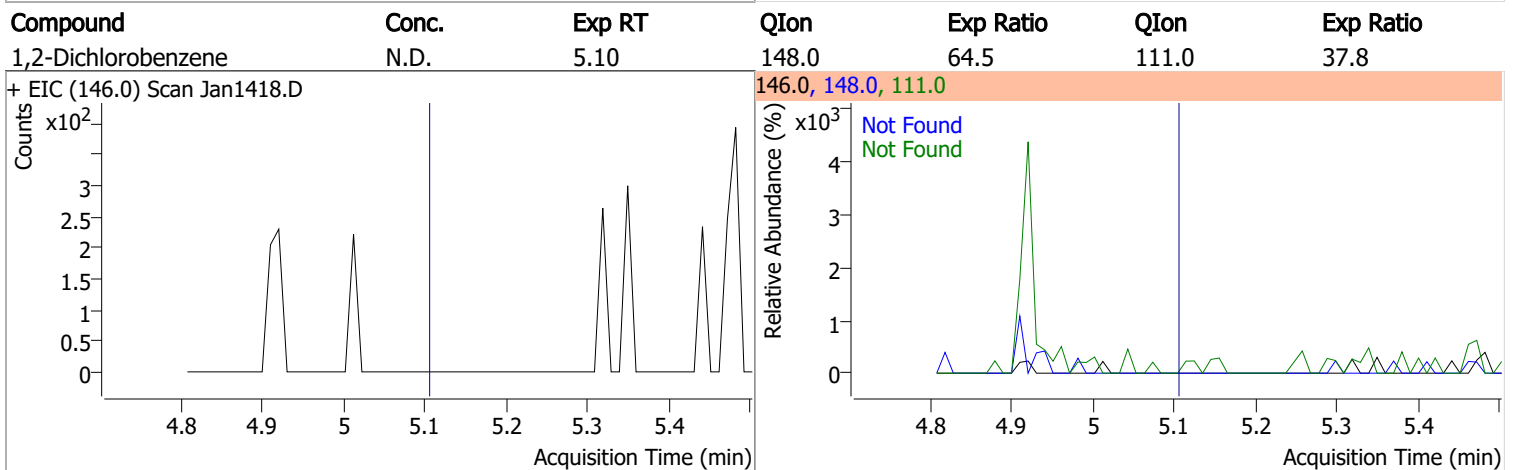 Compound Conc. Exp RT QIon Exp Ratio QIon Exp Ratio
1,2-Dichlorobenzene N.D. 5.10 148.0 64.5 111.0 37.8
+ EIC (146.0) Scan Jan1418.D
Counts
x10²
3
2.5
2
1.5
1
0.5
0
4.8 4.9 5 5.1 5.2 5.3 5.4
Acquisition Time (min)
146.0, 148.0, 111.0
Relative Abundance (%)
x10³
Not Found
Not Found
4
3
2
1
0
4.8 4.9 5 5.1 5.2 5.3 5.4
Acquisition Time (min)